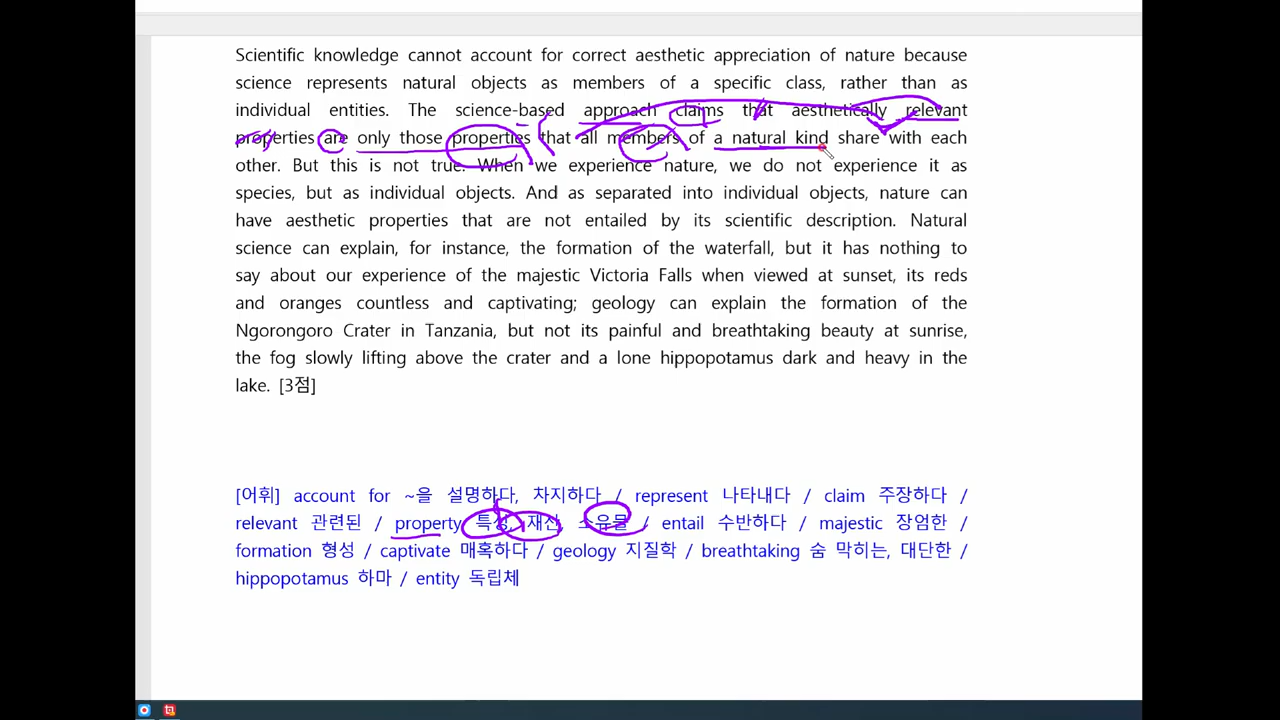 Scientific knowledge cannot account for correct aesthetic appreciation of nature because
science represents natural objects as members of a specific class, rather than as
individual entities. The science-based approach claims that aesthetically relevant
properties are only those properties that all members of a natural kind share with each
other. But this is not true. When we experience nature, we do not experience it as
species, but as individual objects. And as separated into individual objects, nature can
have aesthetic properties that are not entailed by its scientific description. Natural
science can explain, for instance, the formation of the waterfall, but it has nothing to
say about our experience of the majestic Victoria Falls when viewed at sunset, its reds
and oranges countless and captivating; geology can explain the formation of the
Ngorongoro Crater in Tanzania, but not its painful and breathtaking beauty at sunrise,
the fog slowly lifting above the crater and a lone hippopotamus dark and heavy in the
lake. [3점]
[어휘] account for ~을 설명하다, 차지하다 / represent 나타내다 / claim 주장하다 /
relevant 관련된 / property 특성, 재산, 소유물 / entail 수반하다 / majestic 장엄한 /
formation 형성 / captivate 매혹하다 / geology 지질학 / breathtaking 숨 막히는, 대단한 /
hippopotamus 하마 / entity 독립체